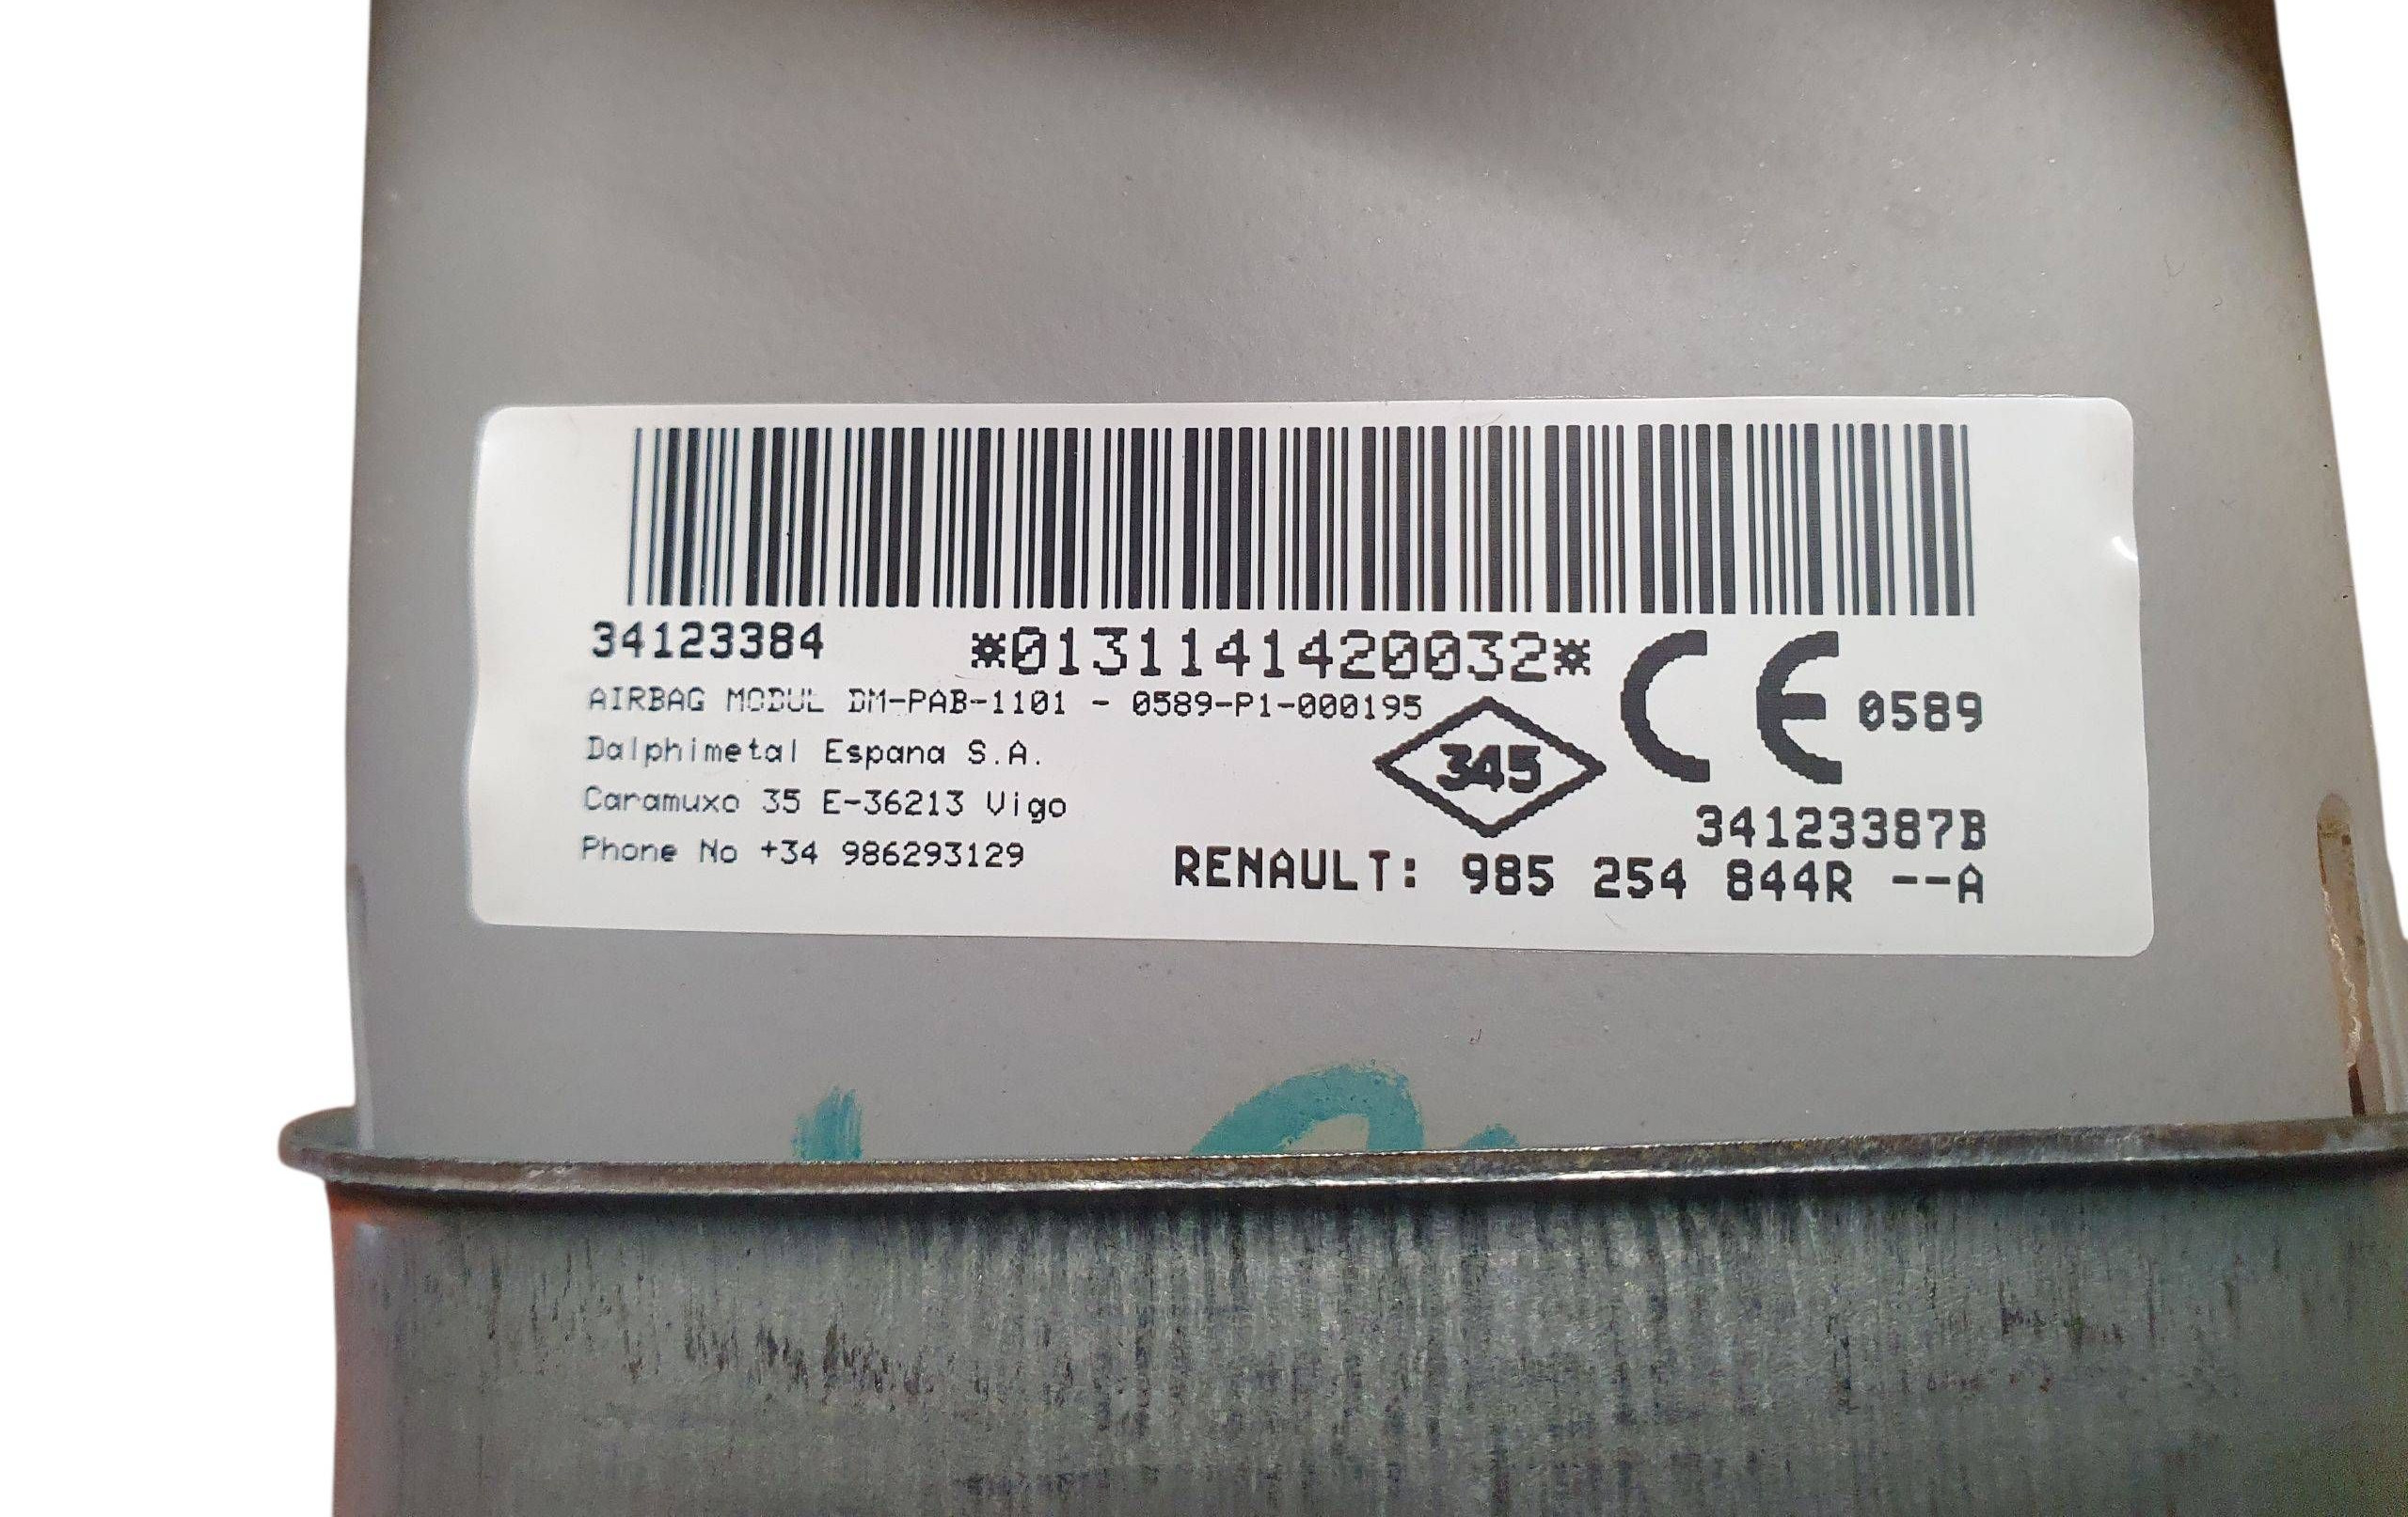 34123384 *0131141420032*
AIRBAG MODUL DM-PAB-1101 - 0589-P1-000195
CE 0589
Dalphimetal Espana S.A.
345
Caramuxo 35 E-36213 Vigo
34123387B
Phone No +34 986293129
RENAULT: 985 254 844R --A